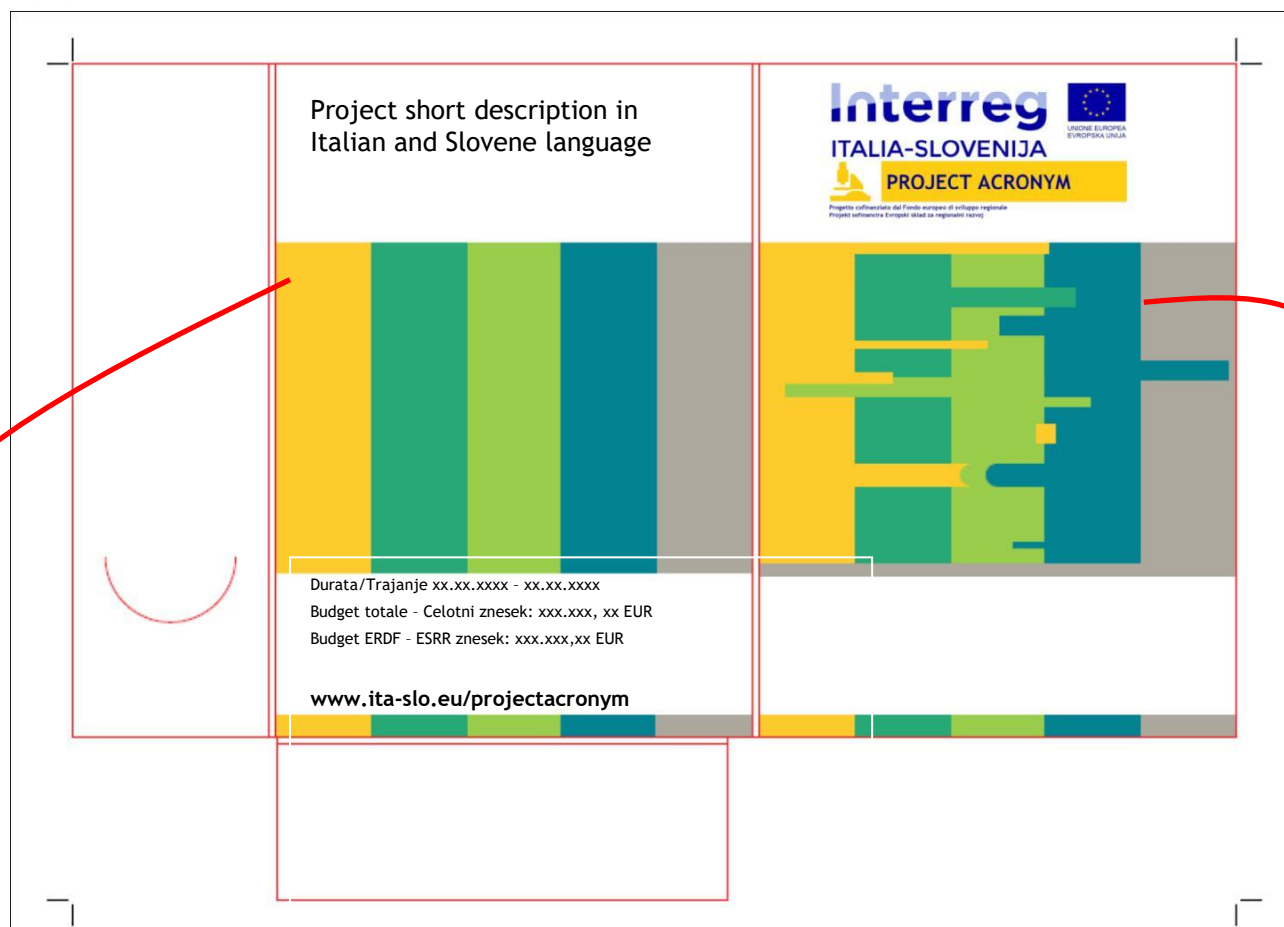 Project short description in
Italian and Slovene language
Interreg
UNIONE EUROPEA
EVROPSKA UNIJA
ITALIA-SLOVENIJA
PROJECT ACRONYM
Progetto cofinanziato dal Fondo europeo di sviluppo regionale
Projekt sofinancira Evropski sklad za regionalni razvoj
Durata/Trajanje xx.xx.xxxx – xx.xx.xxxx
Budget totale – Celotni znesek: xxx.xxx, xx EUR
Budget ERDF – ESRR znesek: xxx.xxx,xx EUR
www.ita-slo.eu/projectacronym